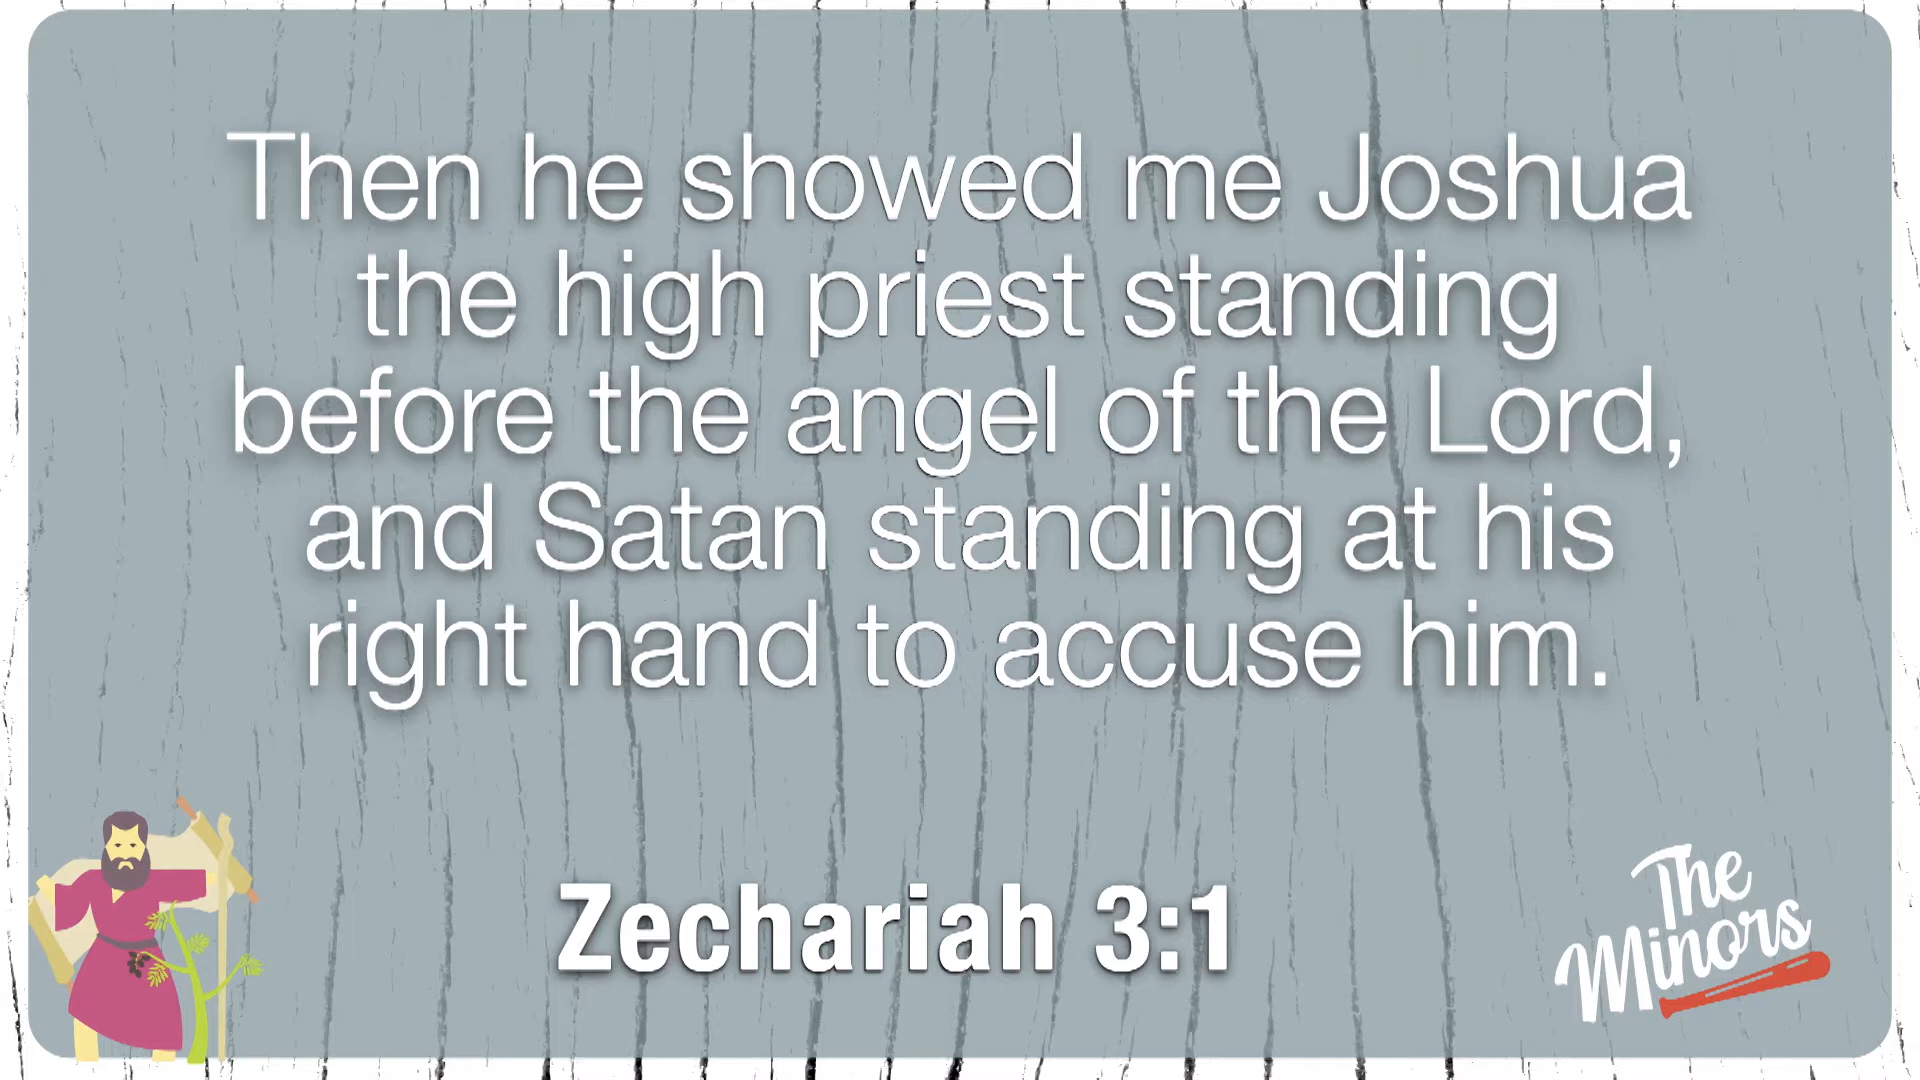 Then he showed me Joshua
the high priest standing
before the angel of the Lord,
and Satan standing at his
right hand to accuse him.
Zechariah 3:1
The
Minors